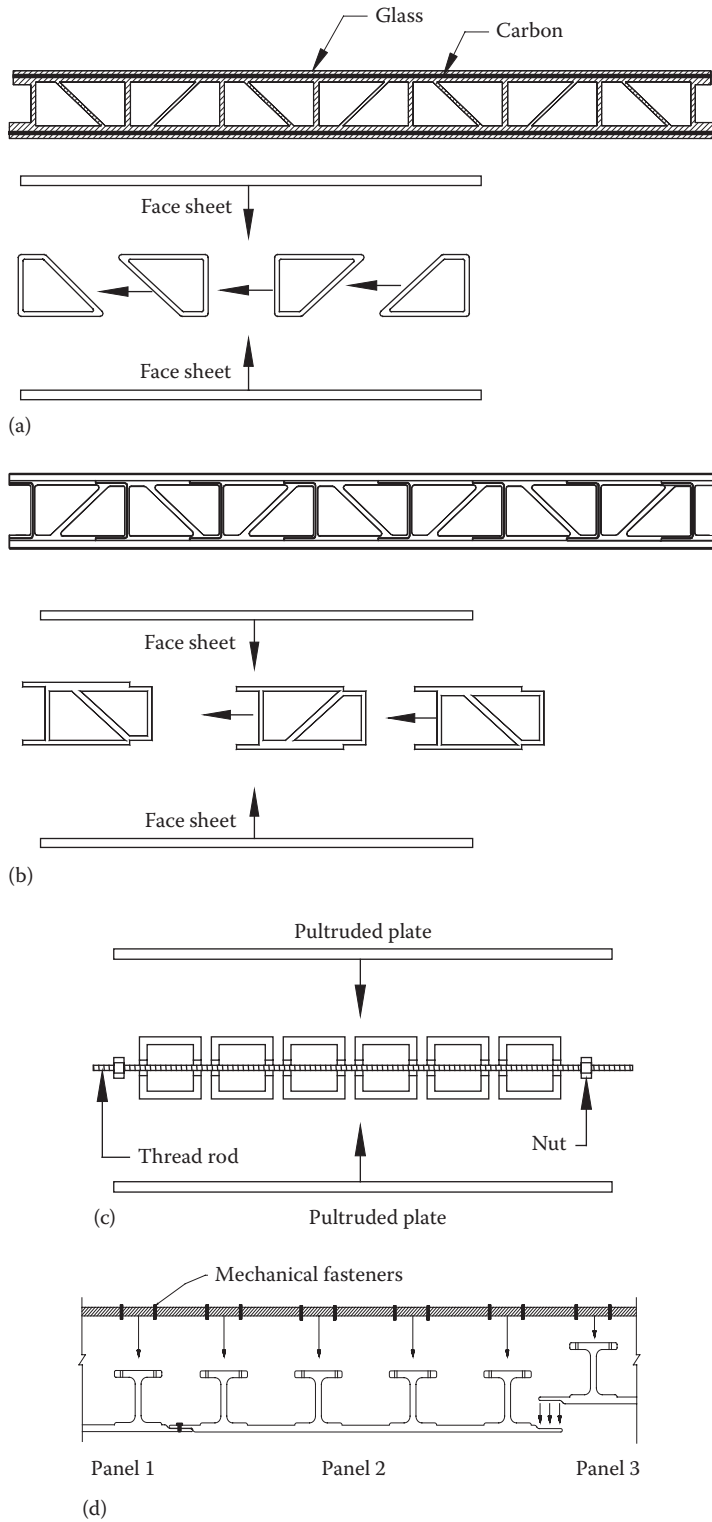 Glass
Carbon
Face sheet
Face sheet
(a)
Face sheet
Face sheet
(b)
Pultruded plate
Thread rod
Nut
(c)
Pultruded plate
Mechanical fasteners
Panel 1
Panel 2
Panel 3
(d)